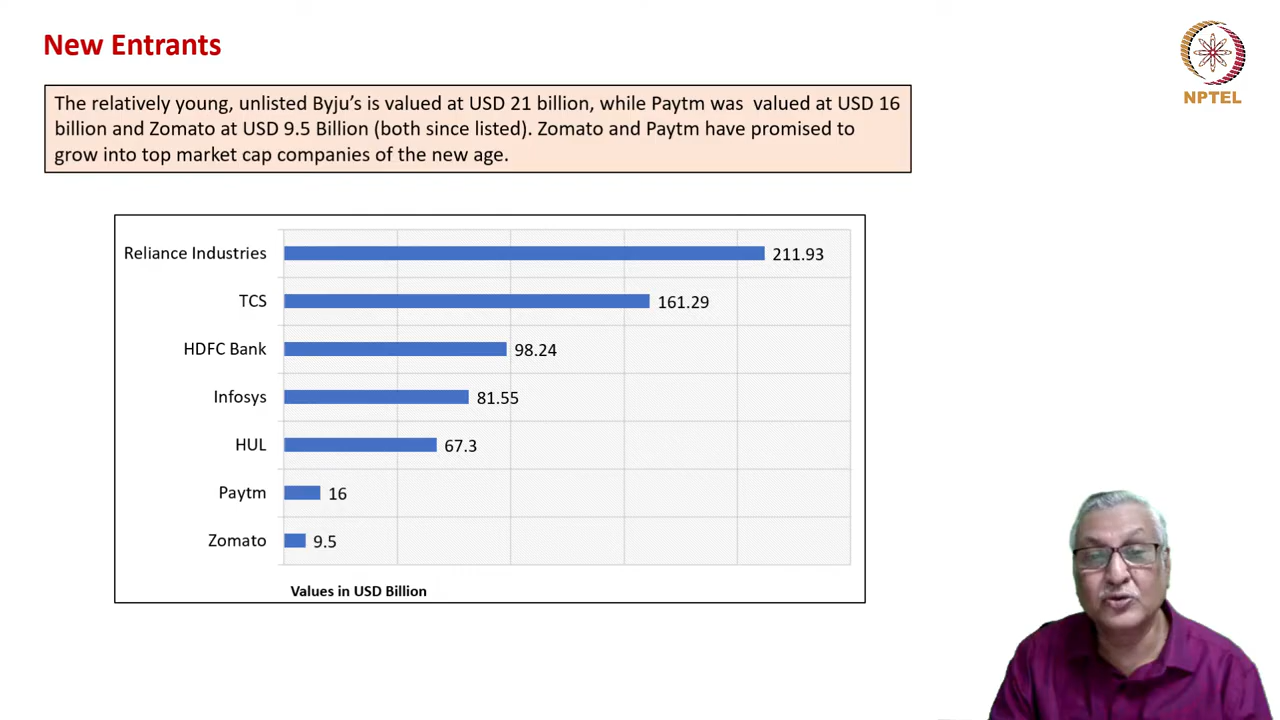 New Entrants
NPTEL
The relatively young, unlisted Byju’s is valued at USD 21 billion, while Paytm was valued at USD 16
billion and Zomato at USD 9.5 Billion (both since listed). Zomato and Paytm have promised to
grow into top market cap companies of the new age.
Reliance Industries 211.93
TCS 161.29
HDFC Bank 98.24
Infosys 81.55
HUL 67.3
Paytm 16
Zomato 9.5
Values in USD Billion